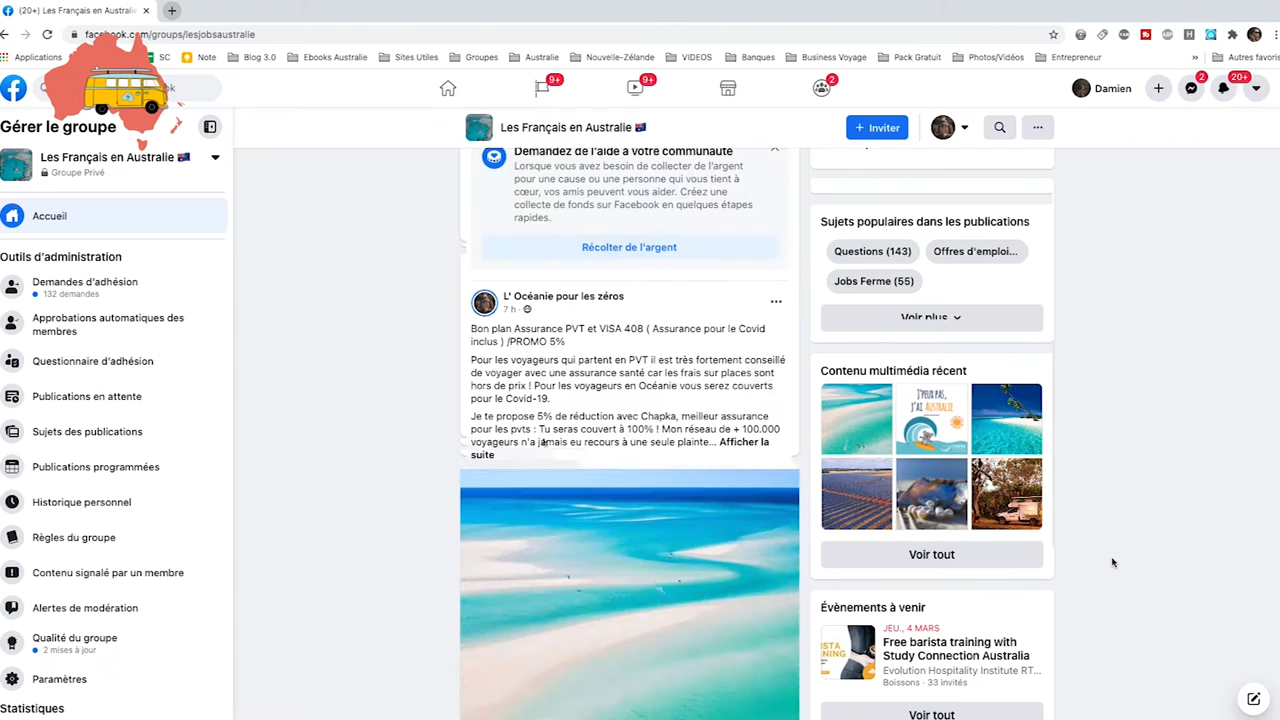 (20+) Les Français en Australie
facebook.com/groups/lesjobsaustralie
Applications
SC
Note
Blog 3.0
Ebooks Australie
Sites Utiles
Groupes
Australie
Nouvelle-Zélande
VIDEOS
Banques
Business Voyage
Pack Gratuit
Photos/Vidéos
Entrepreneur
»
Autres favoris
9+
9+
2
Damien
2
20+
Gérer le groupe
Les Français en Australie
Groupe Privé
Accueil
Outils d'administration
Demandes d'adhésion
132 demandes
Approbations automatiques des
membres
Questionnaire d'adhésion
Publications en attente
Sujets des publications
Publications programmées
Historique personnel
Règles du groupe
Contenu signalé par un membre
Alertes de modération
Qualité du groupe
2 mises à jour
Paramètres
Statistiques
Les Français en Australie
+ Inviter
Demandez de l'aide à votre communauté
Lorsque vous avez besoin de collecter de l'argent
pour une cause ou une personne qui vous tient à
cœur, vos amis peuvent vous aider. Créez une
collecte de fonds sur Facebook en quelques étapes
rapides.
Récolter de l'argent
L' Océanie pour les zéros
7 h ·
Bon plan Assurance PVT et VISA 408 ( Assurance pour le Covid
inclus ) /PROMO 5%
Pour les voyageurs qui partent en PVT il est très fortement conseillé
de voyager avec une assurance santé car les frais sur places sont
hors de prix ! Pour les voyageurs en Océanie vous serez couverts
pour le Covid-19.
Je te propose 5% de réduction avec Chapka, meilleur assurance
pour les pvts : Tu seras couvert à 100% ! Mon réseau de + 100.000
voyageurs n'a jamais eu recours à une seule plainte... Afficher la
suite
Sujets populaires dans les publications
Questions (143)
Offres d'emploi...
Jobs Ferme (55)
Voir plus
Contenu multimédia récent
J'PEUX PAS,
J'AI AUSTRALIE
Voir tout
Évènements à venir
JEU., 4 MARS
Free barista training with
Study Connection Australia
Evolution Hospitality Institute RT...
Boissons · 33 invités
Voir tout